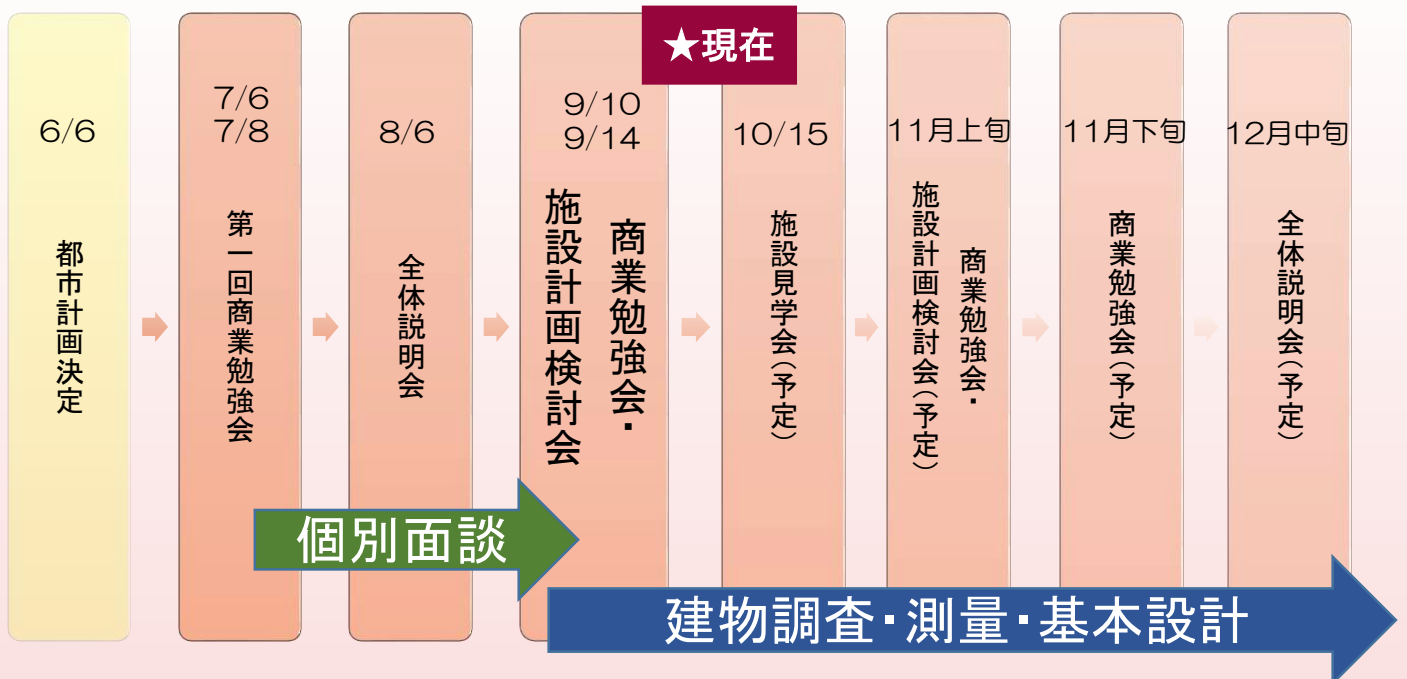 ★現在
6/6
都市計画決定
7/6
7/8
第一回商業勉強会
8/6
全体説明会
9/10
9/14
商業勉強会・
施設計画検討会
10/15
施設見学会(予定)
11月上旬
商業勉強会・
施設計画検討会(予定)
11月下旬
商業勉強会(予定)
12月中旬
全体説明会(予定)
個別面談
建物調査・測量・基本設計